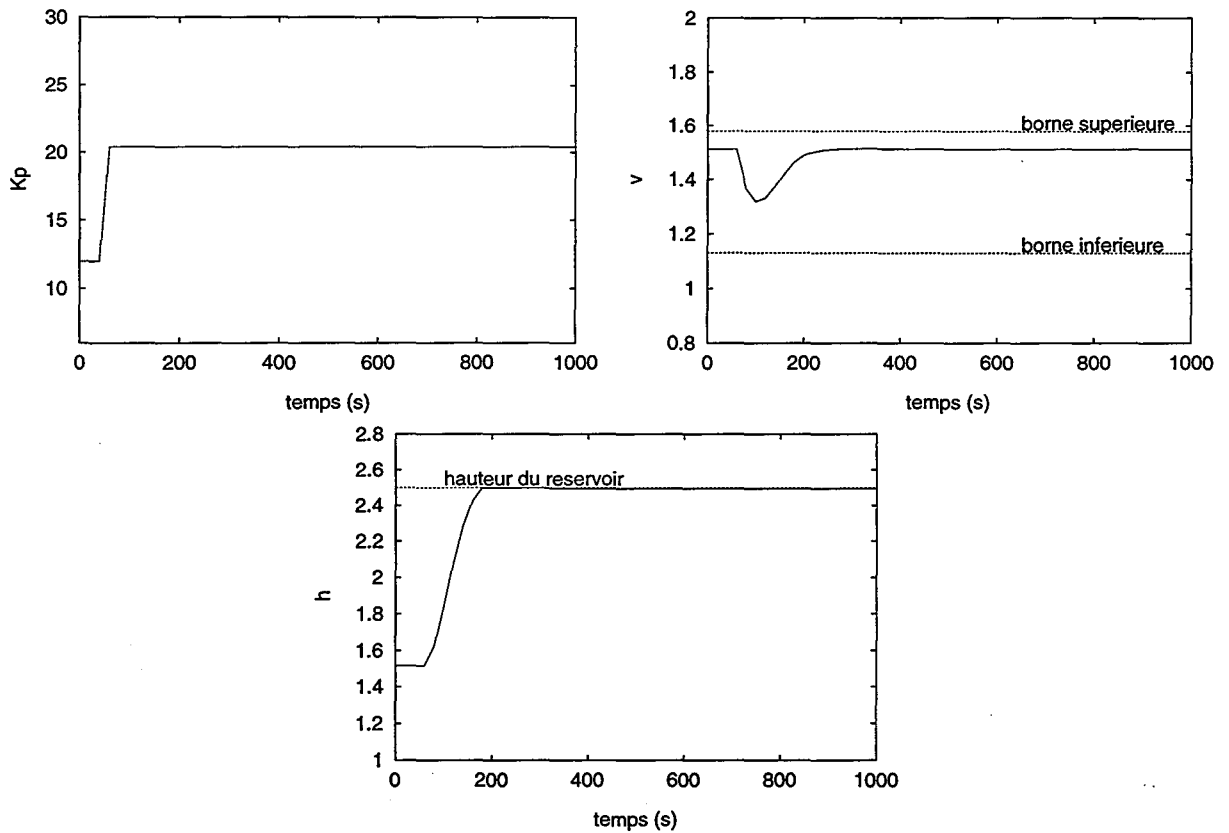 30
25
20
15
10
Kp
0 200 400 600 800 1000
temps (s)
2
1.8
1.6
1.4
1.2
1
0.8
v
borne superieure
borne inferieure
0 200 400 600 800 1000
temps (s)
2.8
2.6
2.4
2.2
2
1.8
1.6
1.4
1.2
1
h
hauteur du reservoir
0 200 400 600 800 1000
temps (s)